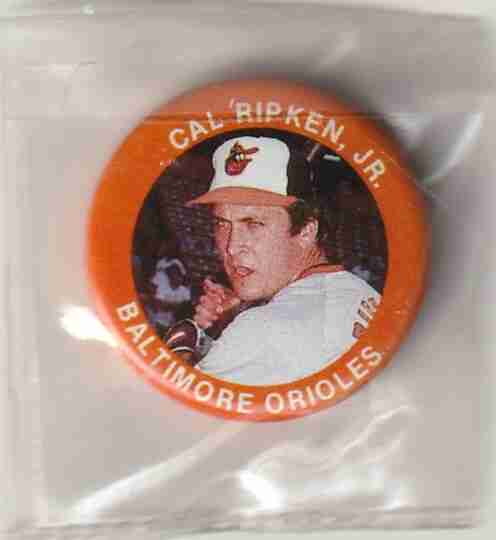 CAL RIPKEN, JR.
BALTIMORE ORIOLES